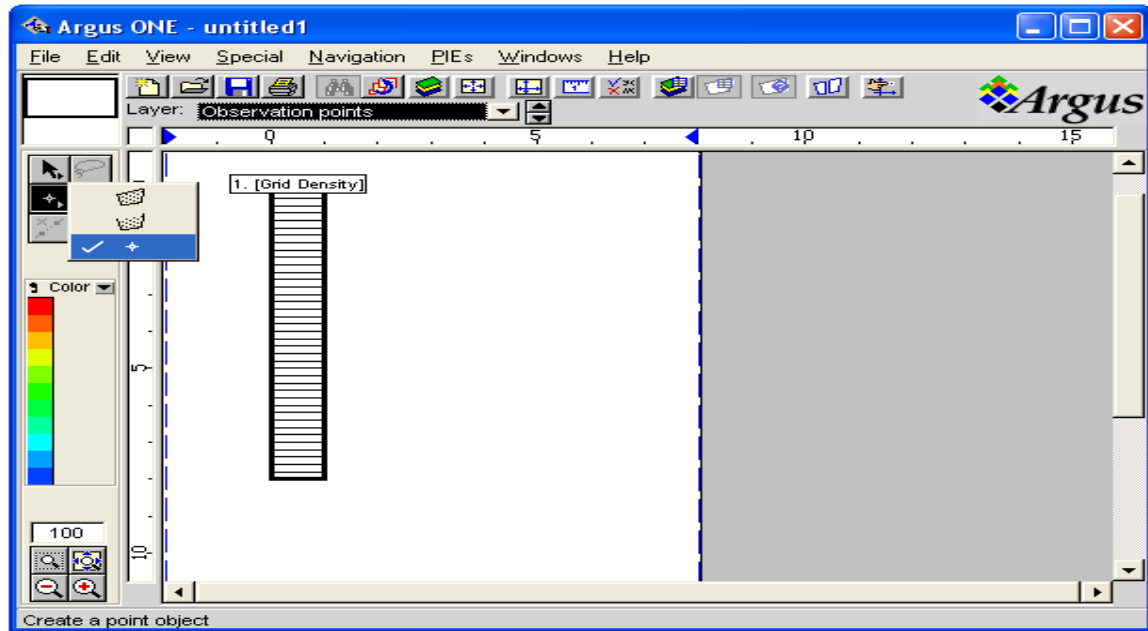 Argus ONE - untitled1
File Edit View Special Navigation PIEs Windows Help
Layer: Observation points
Argus
0 5 10 15
1. [Grid Density]
Color
5
10
100
Create a point object